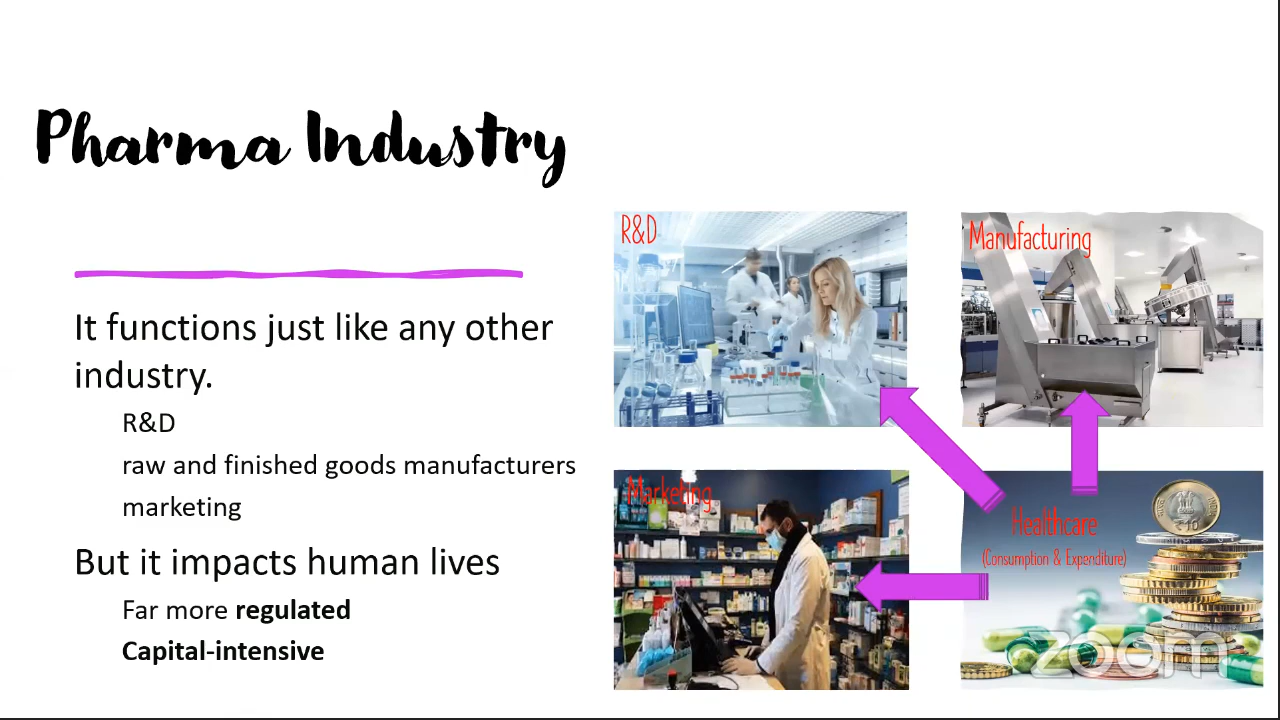 Pharma Industry
It functions just like any other
industry.
R&D
raw and finished goods manufacturers
marketing
But it impacts human lives
Far more regulated
Capital-intensive
R&D
Manufacturing
Marketing
Healthcare
(Consumption & Expenditure)
₹10
zoom